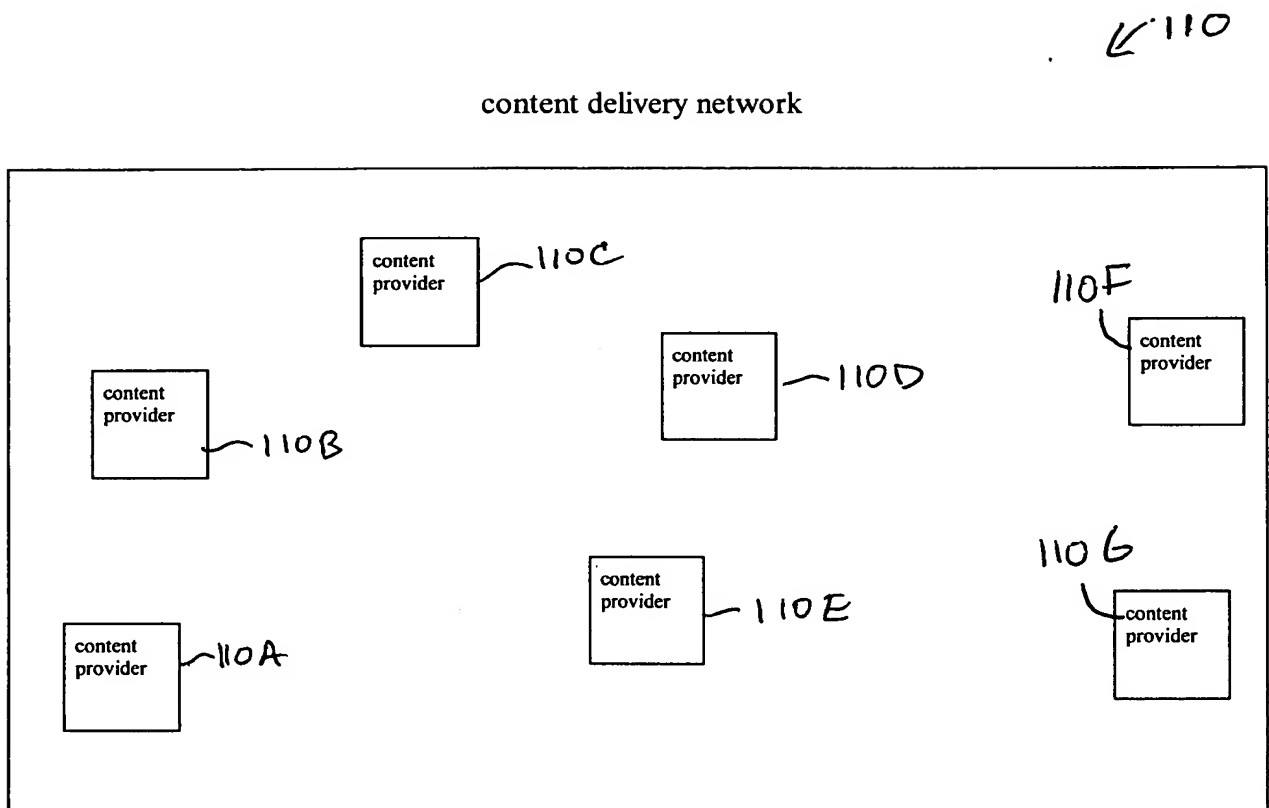 110
content delivery network
content
provider
110C
110F
content
provider
content
provider
110D
content
provider
110B
110G
content
provider
110E
content
provider
content
provider
110A